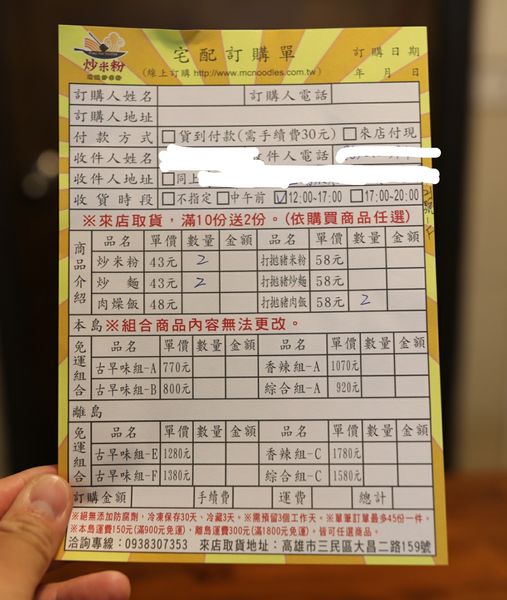 炒米粉
宅配訂購單
(線上訂購 http://www.mcnoodles.com.tw)
訂購日期
年 月 日
訂購人姓名 訂購人電話
訂購人地址
付款方式 □貨到付款(需手續費30元) □來店付現
收件人姓名 件人電話
收件人地址 □同上
收貨時段 □不指定 □中午前 ☑12:00-17:00 □17:00-20:00
※來店取貨，滿10份送2份。(依購買商品任選)
商品介紹 品名 單價 數量 金額 品名 單價 數量 金額
炒米粉 43元 2 打拋豬米粉 58元
炒麵 43元 2 打拋豬炒麵 58元
肉燥飯 48元 打拋豬肉飯 58元 2
本島※組合商品內容無法更改。
免運組合 品名 單價 數量 金額 品名 單價 數量 金額
古早味組-A 770元 香辣組-A 1070元
古早味組-B 800元 綜合組-A 920元
離島
免運組合 品名 單價 數量 金額 品名 單價 數量 金額
古早味組-E 1280元 香辣組-C 1780元
古早味組-F 1380元 綜合組-C 1580元
訂購金額 手續費 運費 總計
※絕無添加防腐劑，冷凍保存30天、冷藏3天。※需預留3個工作天。※單筆訂單最多45份一件。
※本島運費150元(滿900元免運)，離島運費300元(滿1800元免運)。皆可任選商品。
洽詢專線：0938307353 來店取貨地址：高雄市三民區大昌二路159號